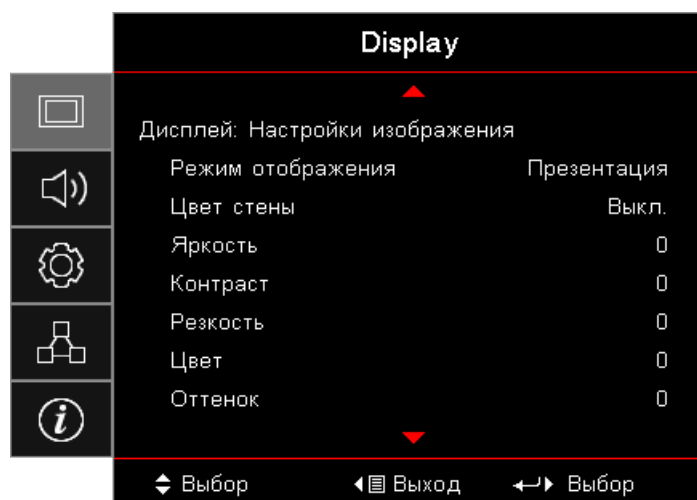 Display
Дисплей: Настройки изображения
Режим отображения Презентация
Цвет стены Выкл.
Яркость 0
Контраст 0
Резкость 0
Цвет 0
Оттенок 0
Выбор Выход Выбор